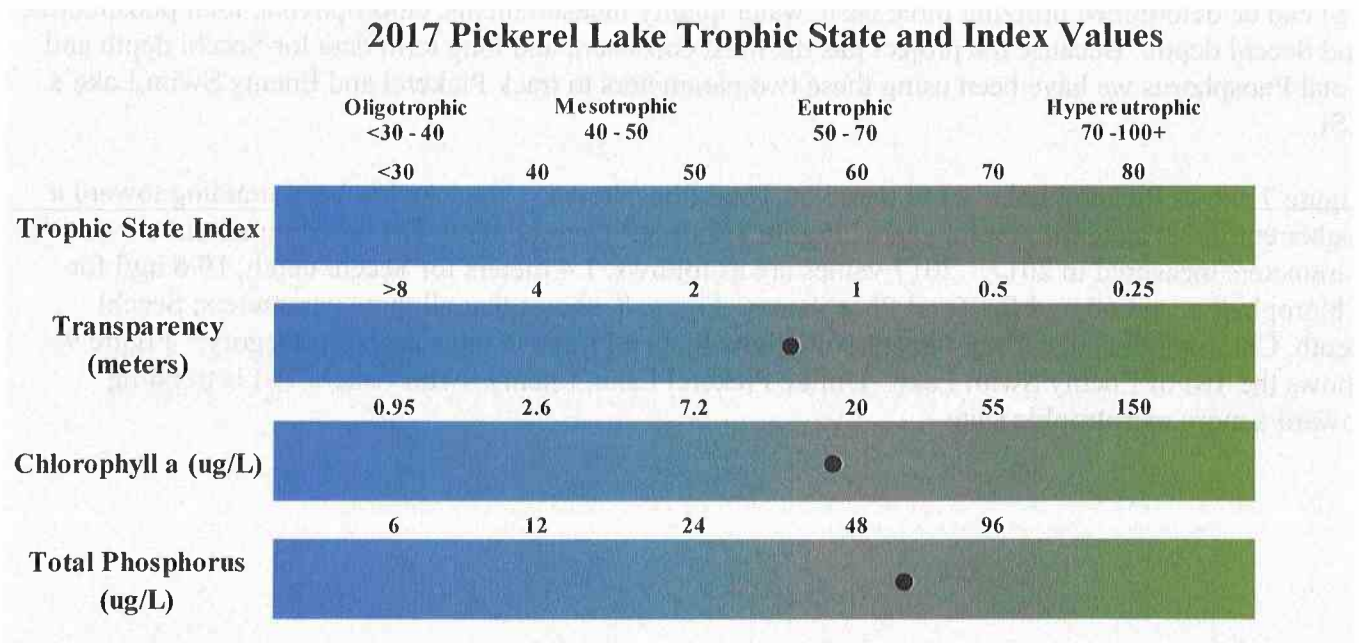 2017 Pickerel Lake Trophic State and Index Values
Oligotrophic Mesotrophic Eutrophic Hypereutrophic
<30 - 40 40 - 50 50 - 70 70 -100+
<30 40 50 60 70 80
Trophic State Index
>8 4 2 1 0.5 0.25
Transparency
(meters)
0.95 2.6 7.2 20 55 150
Chlorophyll a (ug/L)
6 12 24 48 96
Total Phosphorus
(ug/L)